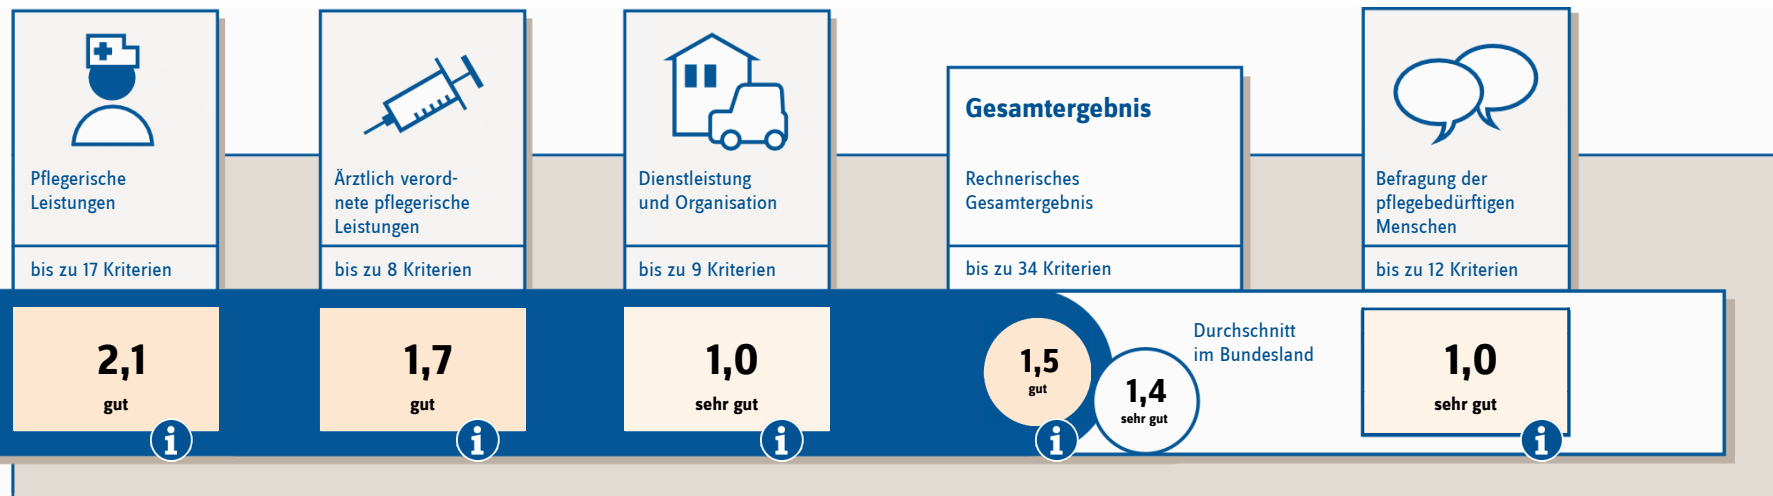 Pflegerische
Leistungen
bis zu 17 Kriterien
2,1
gut
i
Ärztlich verord-
nete pflegerische
Leistungen
bis zu 8 Kriterien
1,7
gut
i
Dienstleistung
und Organisation
bis zu 9 Kriterien
1,0
sehr gut
i
Gesamtergebnis
Rechnerisches
Gesamtergebnis
bis zu 34 Kriterien
1,5
gut
i
1,4
sehr gut
Durchschnitt
im Bundesland
Befragung der
pflegebedürftigen
Menschen
bis zu 12 Kriterien
1,0
sehr gut
i